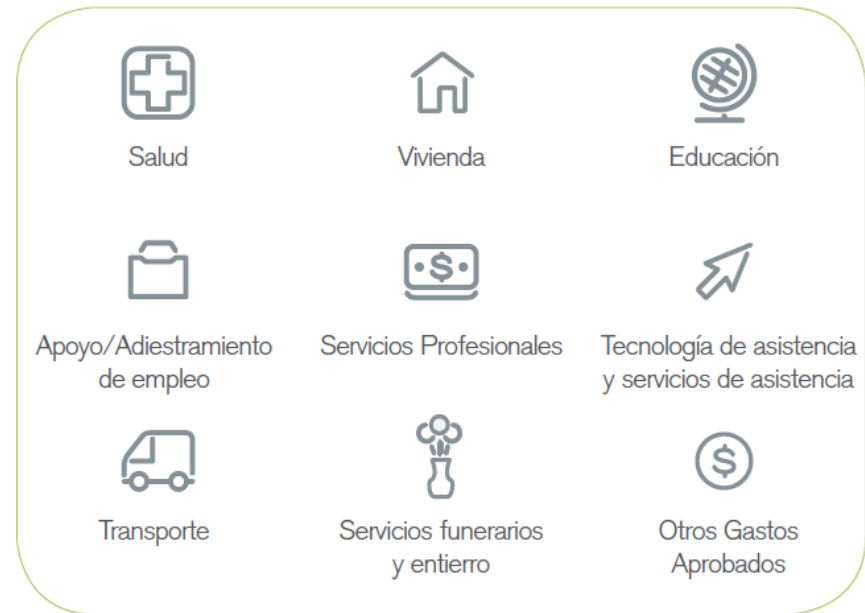 Salud
Vivienda
Educación
Apoyo/Adiestramiento
de empleo
Servicios Profesionales
Tecnología de asistencia
y servicios de asistencia
Transporte
Servicios funerarios
y entierro
Otros Gastos
Aprobados